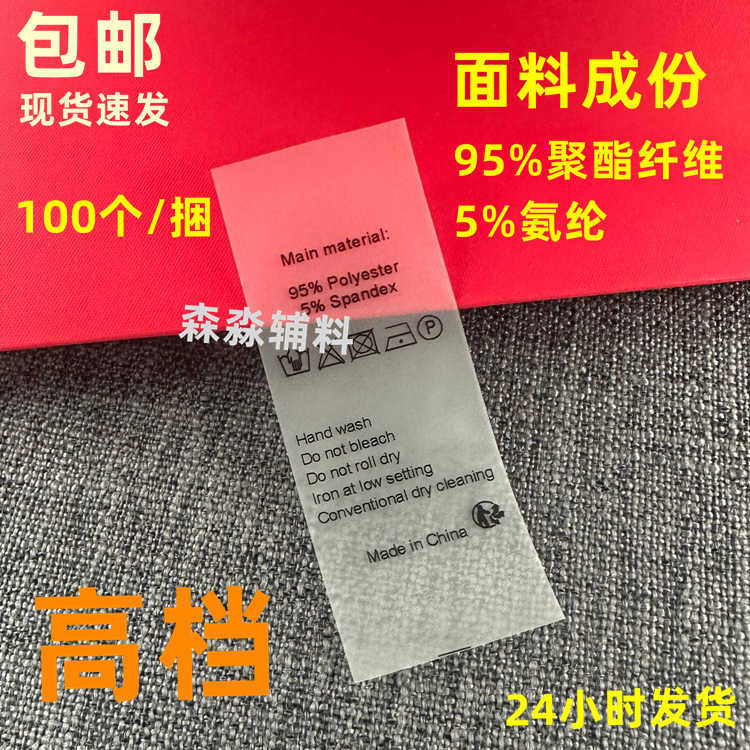 包邮
现货速发
100个/捆
面料成份
95%聚酯纤维
5%氨纶
Main material:
95% Polyester
5% Spandex
森淼辅料
P
Hand wash
Do not bleach
Do not roll dry
Iron at low setting
Conventional dry cleaning
Made in China
高档
24小时发货